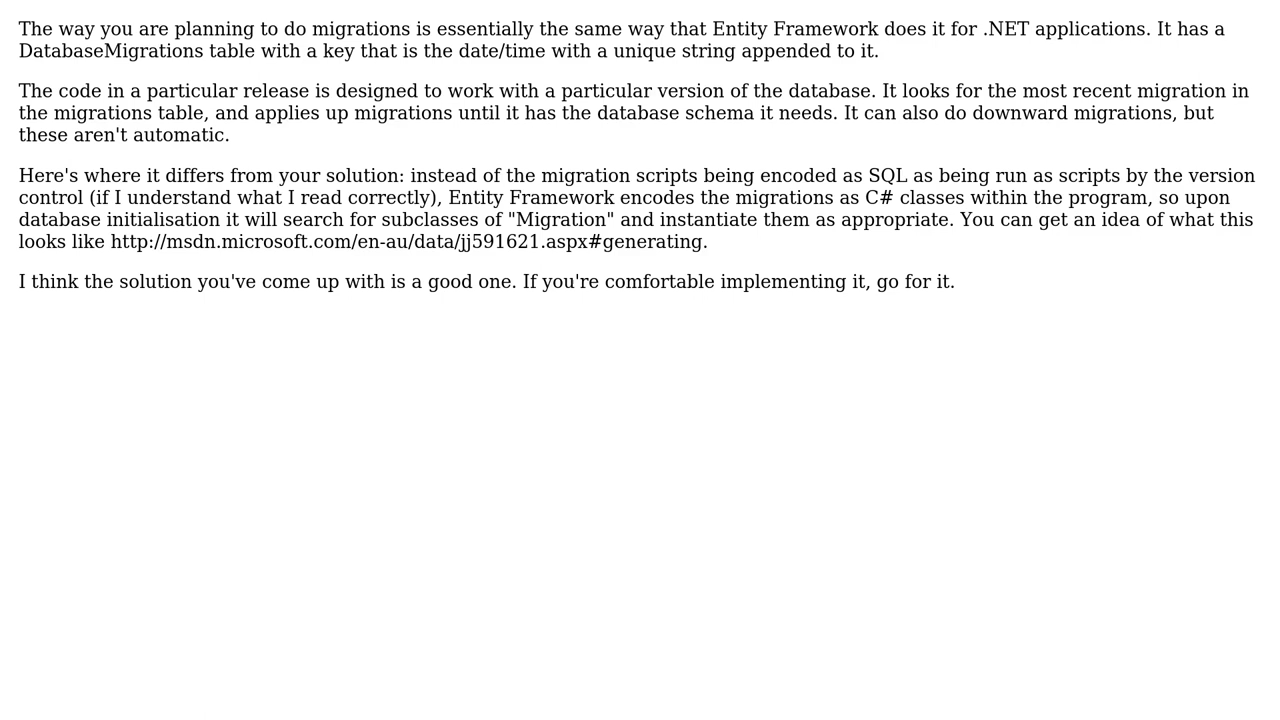 The way you are planning to do migrations is essentially the same way that Entity Framework does it for .NET applications. It has a
DatabaseMigrations table with a key that is the date/time with a unique string appended to it.
The code in a particular release is designed to work with a particular version of the database. It looks for the most recent migration in
the migrations table, and applies up migrations until it has the database schema it needs. It can also do downward migrations, but
these aren't automatic.
Here's where it differs from your solution: instead of the migration scripts being encoded as SQL as being run as scripts by the version
control (if I understand what I read correctly), Entity Framework encodes the migrations as C# classes within the program, so upon
database initialisation it will search for subclasses of "Migration" and instantiate them as appropriate. You can get an idea of what this
looks like http://msdn.microsoft.com/en-au/data/jj591621.aspx#generating.
I think the solution you've come up with is a good one. If you're comfortable implementing it, go for it.